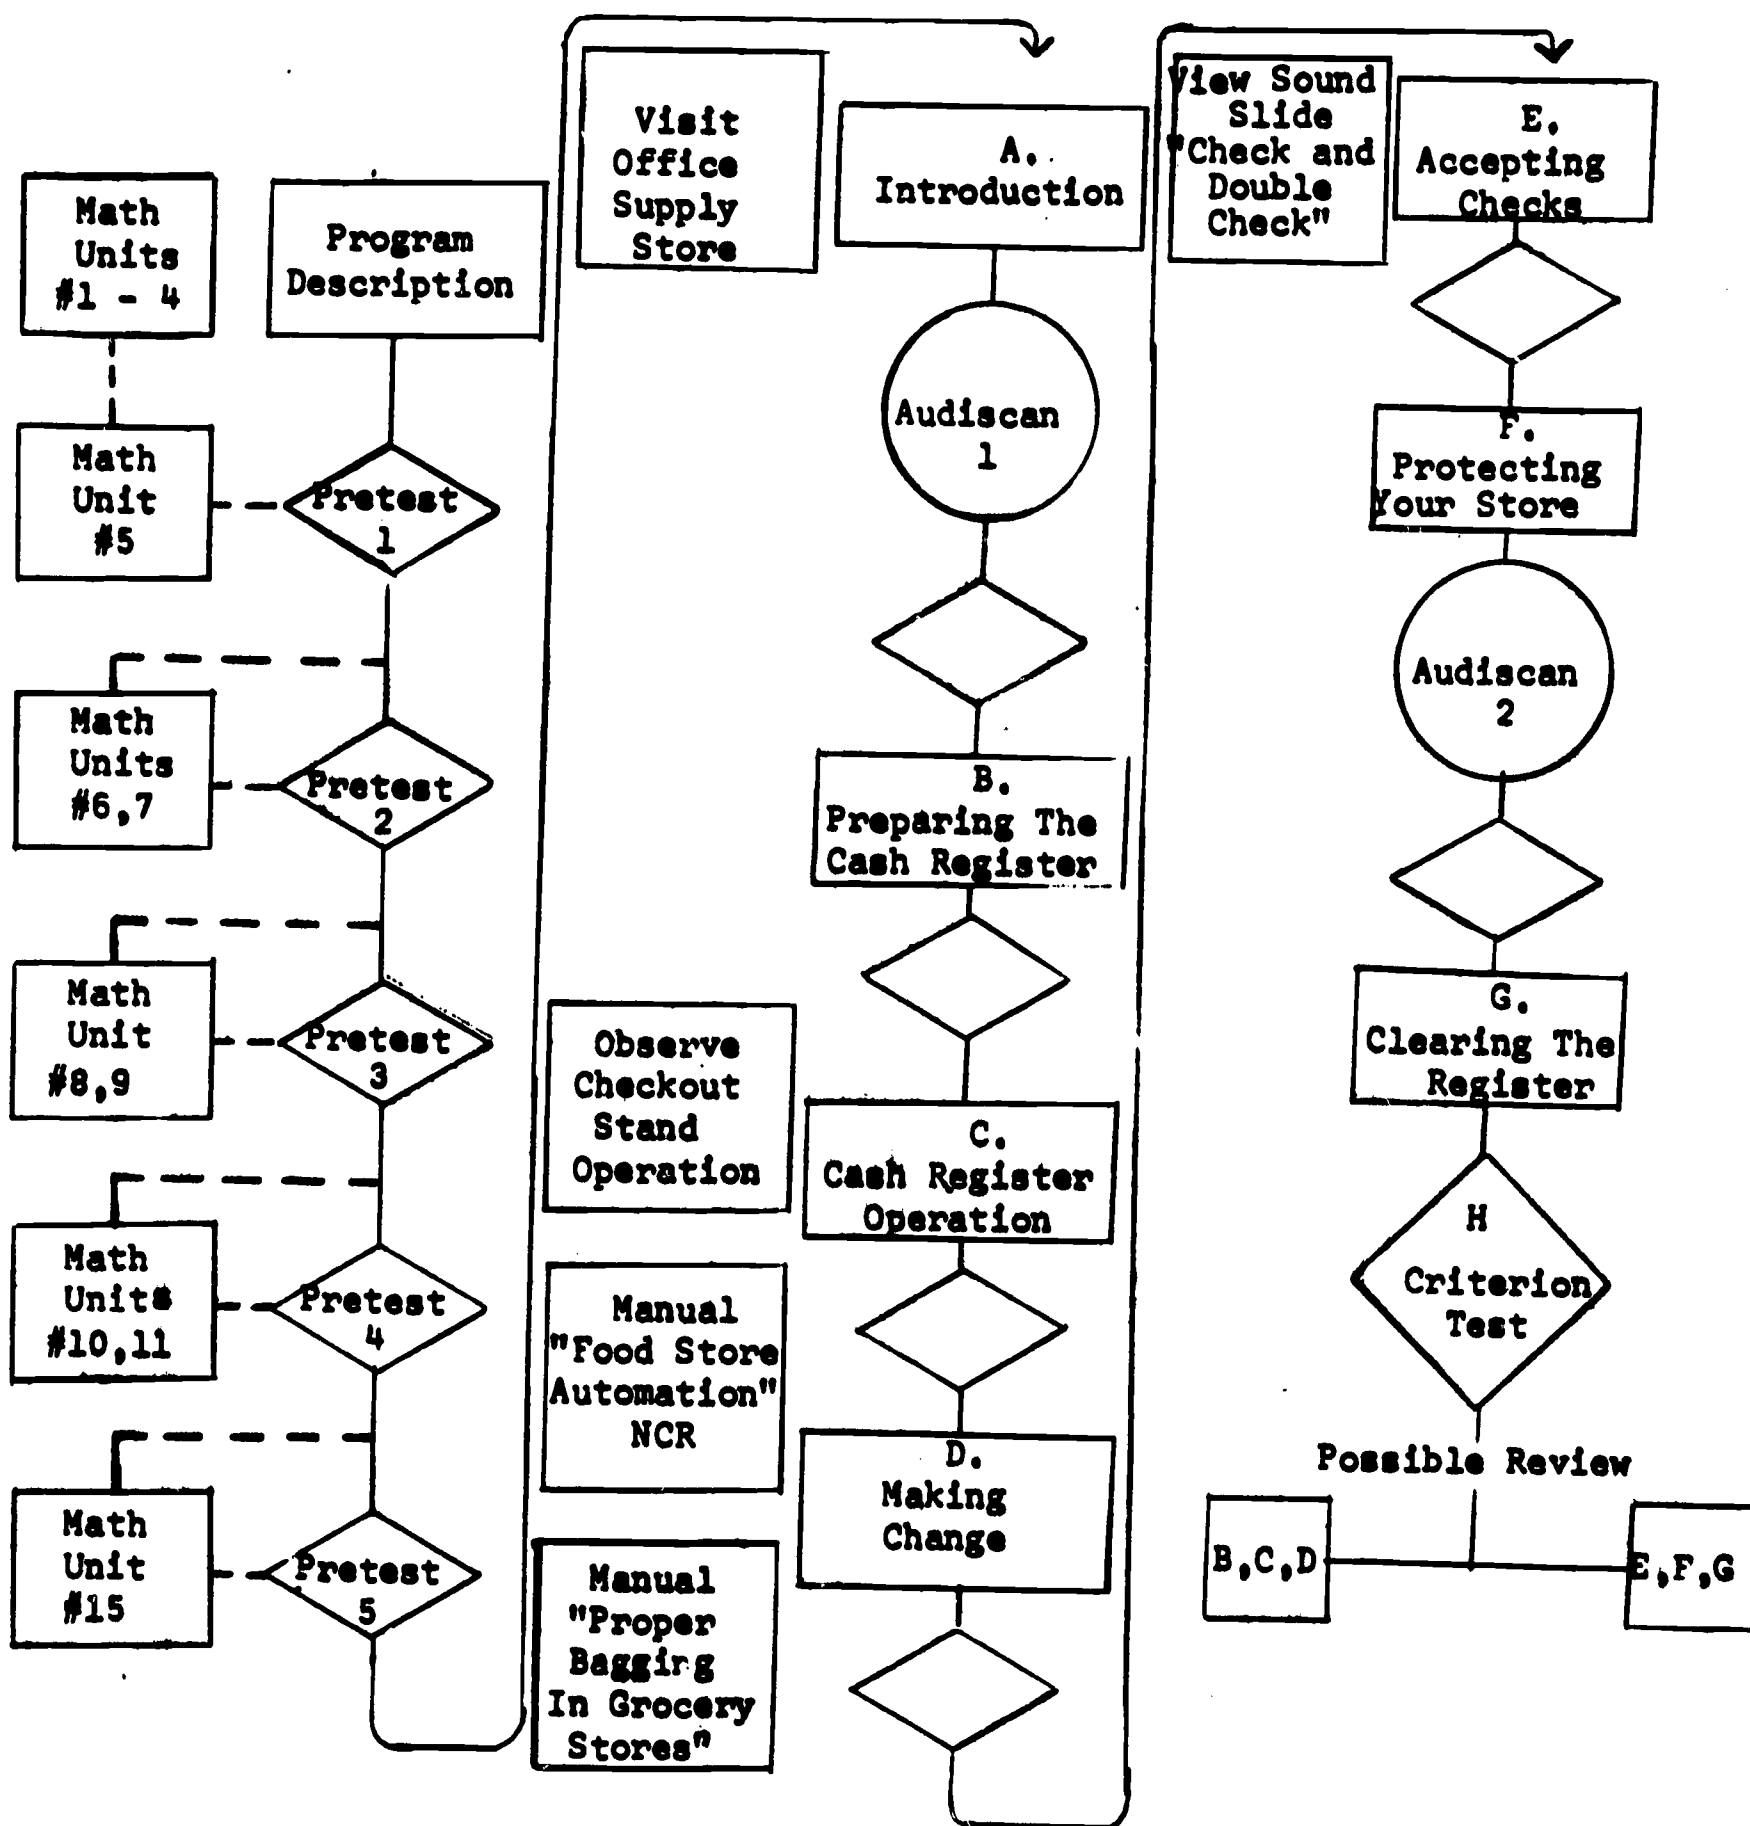 Math
Units
#1 - 4
Program
Description
Math
Unit
#5
Pretest
1
Math
Units
#6,7
Pretest
2
Math
Unit
#8,9
Pretest
3
Math
Units
#10,11
Pretest
4
Math
Unit
#15
Pretest
5
Visit
Office
Supply
Store
A.
Introduction
Audiscan
1
B.
Preparing The
Cash Register
Observe
Checkout
Stand
Operation
C.
Cash Register
Operation
Manual
"Food Store
Automation"
NCR
D.
Making
Change
Manual
"Proper
Bagging
In Grocery
Stores"
View Sound
Slide
"Check and
Double
Check"
E.
Accepting
Checks
F.
Protecting
Your Store
Audiscan
2
G.
Clearing The
Register
H
Criterion
Test
Possible Review
B,C,D
E,F,G